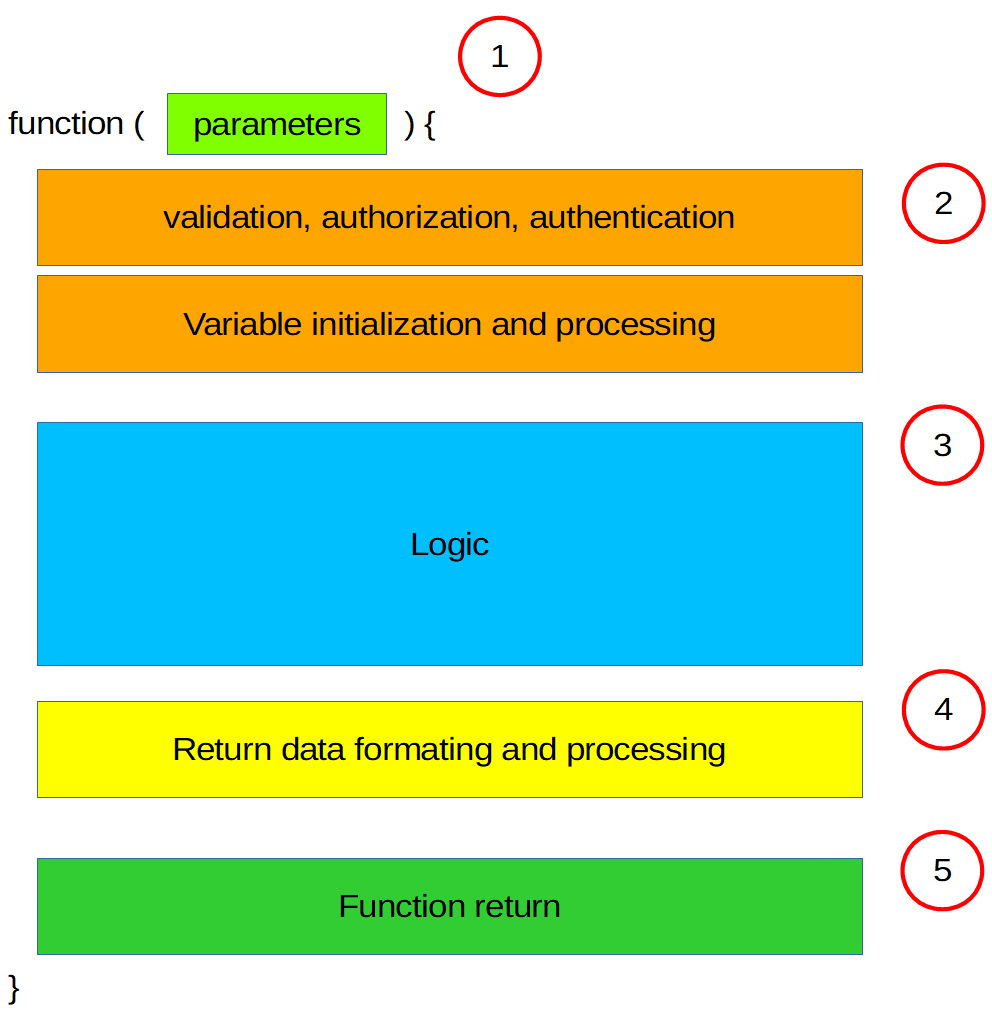 1
function ( parameters ) {
validation, authorization, authentication
2
Variable initialization and processing
3
Logic
4
Return data formating and processing
5
Function return
}